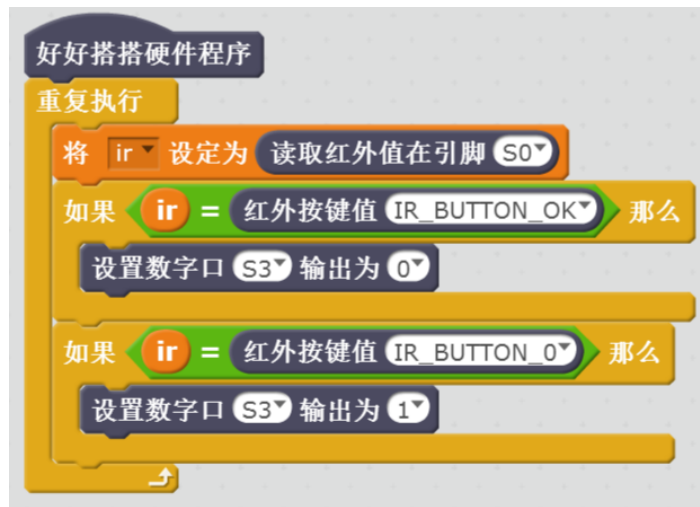 好好搭搭硬件程序
重复执行
将 ir 设定为 读取红外值在引脚 S0
如果 ir = 红外按键值 IR_BUTTON_OK 那么
设置数字口 S3 输出为 0
如果 ir = 红外按键值 IR_BUTTON_0 那么
设置数字口 S3 输出为 1